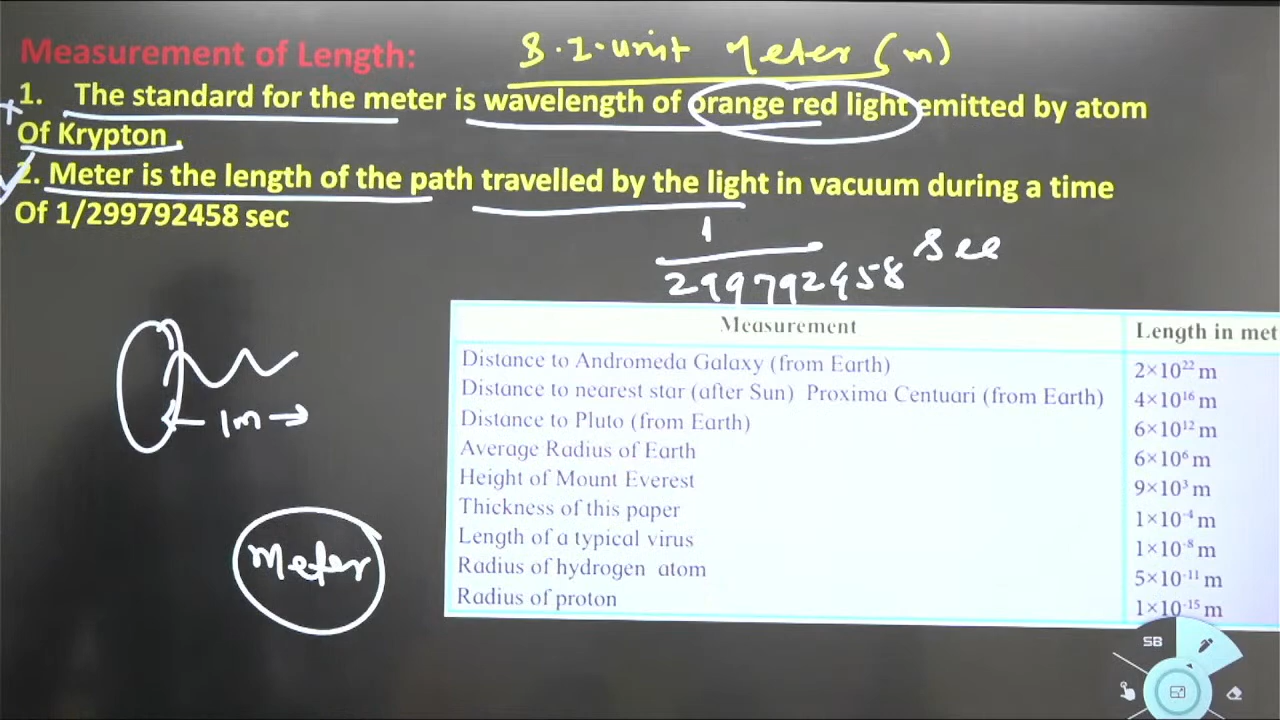 Measurement of Length: S.I. unit Meter (m)
1. The standard for the meter is wavelength of orange red light emitted by atom
Of Krypton .
2. Meter is the length of the path travelled by the light in vacuum during a time
Of 1/299792458 sec
1
299792458 sec
1m
Meter
Measurement Length in met
Distance to Andromeda Galaxy (from Earth) 2×10²² m
Distance to nearest star (after Sun) Proxima Centuari (from Earth) 4×10¹⁶ m
Distance to Pluto (from Earth) 6×10¹² m
Average Radius of Earth 6×10⁶ m
Height of Mount Everest 9×10³ m
Thickness of this paper 1×10⁻⁴ m
Length of a typical virus 1×10⁻⁸ m
Radius of hydrogen atom 5×10⁻¹¹ m
Radius of proton 1×10⁻¹⁵ m
SB